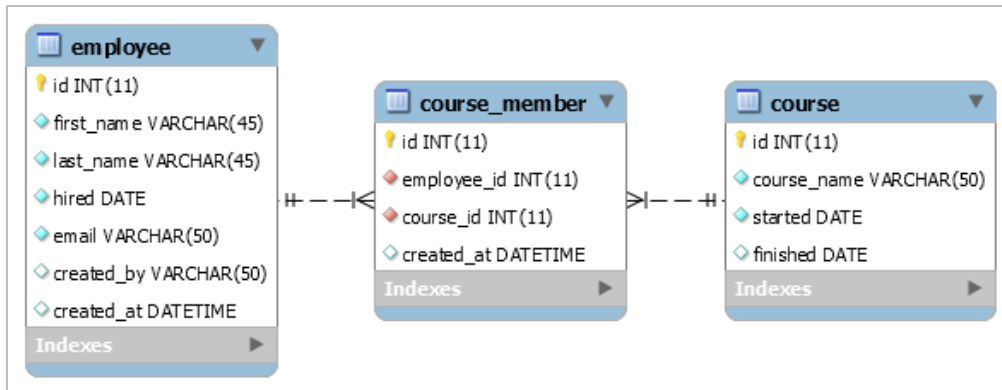 employee
id INT(11)
first_name VARCHAR(45)
last_name VARCHAR(45)
hired DATE
email VARCHAR(50)
created_by VARCHAR(50)
created_at DATETIME
Indexes
course_member
id INT(11)
employee_id INT(11)
course_id INT(11)
created_at DATETIME
Indexes
course
id INT(11)
course_name VARCHAR(50)
started DATE
finished DATE
Indexes